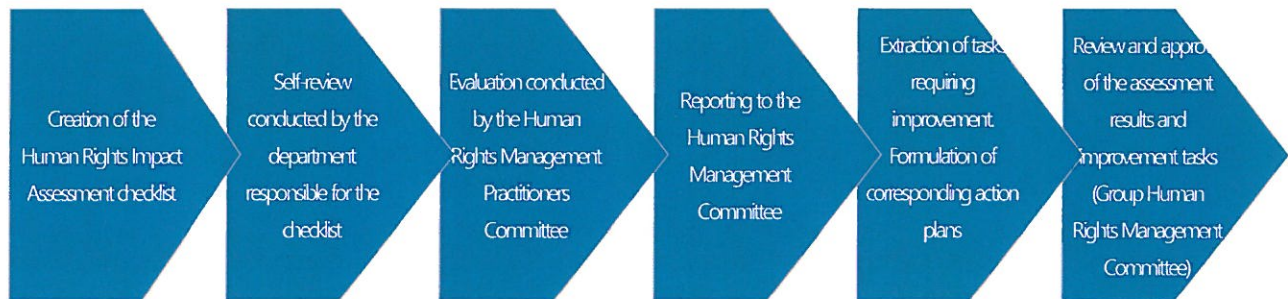 Creation of the
Human Rights Impact
Assessment checklist
Self-review
conducted by the
department
responsible for the
checklist
Evaluation conducted
by the Human
Rights Management
Practitioners
Committee
Reporting to the
Human Rights
Management
Committee
Extraction of tasks
requiring
improvement.
Formulation of
corresponding action
plans
Review and approv
of the assessment
results and
improvement tasks
(Group Human
Rights Management
Committee)